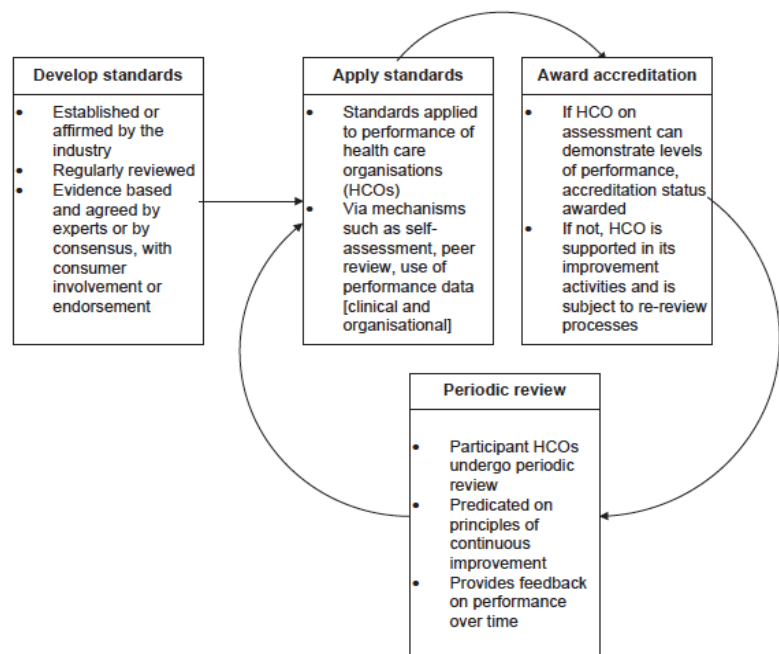 Develop standards
• Established or
affirmed by the
industry
• Regularly reviewed
• Evidence based
and agreed by
experts or by
consensus, with
consumer
involvement or
endorsement
Apply standards
• Standards applied
to performance of
health care
organisations
(HCOs)
• Via mechanisms
such as self-
assessment, peer
review, use of
performance data
[clinical and
organisational]
Award accreditation
• If HCO on
assessment can
demonstrate levels
of performance,
accreditation status
awarded
• If not, HCO is
supported in its
improvement
activities and is
subject to re-review
processes
Periodic review
• Participant HCOs
undergo periodic
review
• Predicated on
principles of
continuous
improvement
• Provides feedback
on performance
over time